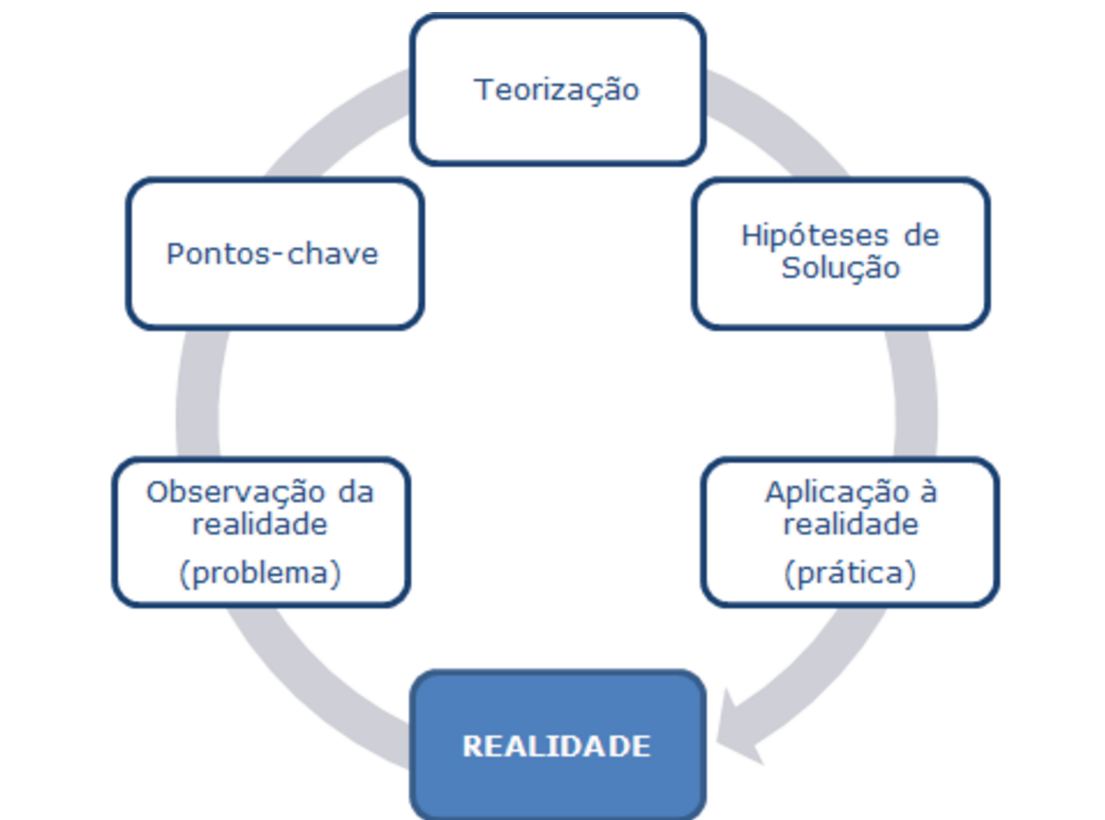 Teorização
Pontos-chave
Hipóteses de
Solução
Observação da
realidade
(problema)
Aplicação à
realidade
(prática)
REALIDADE